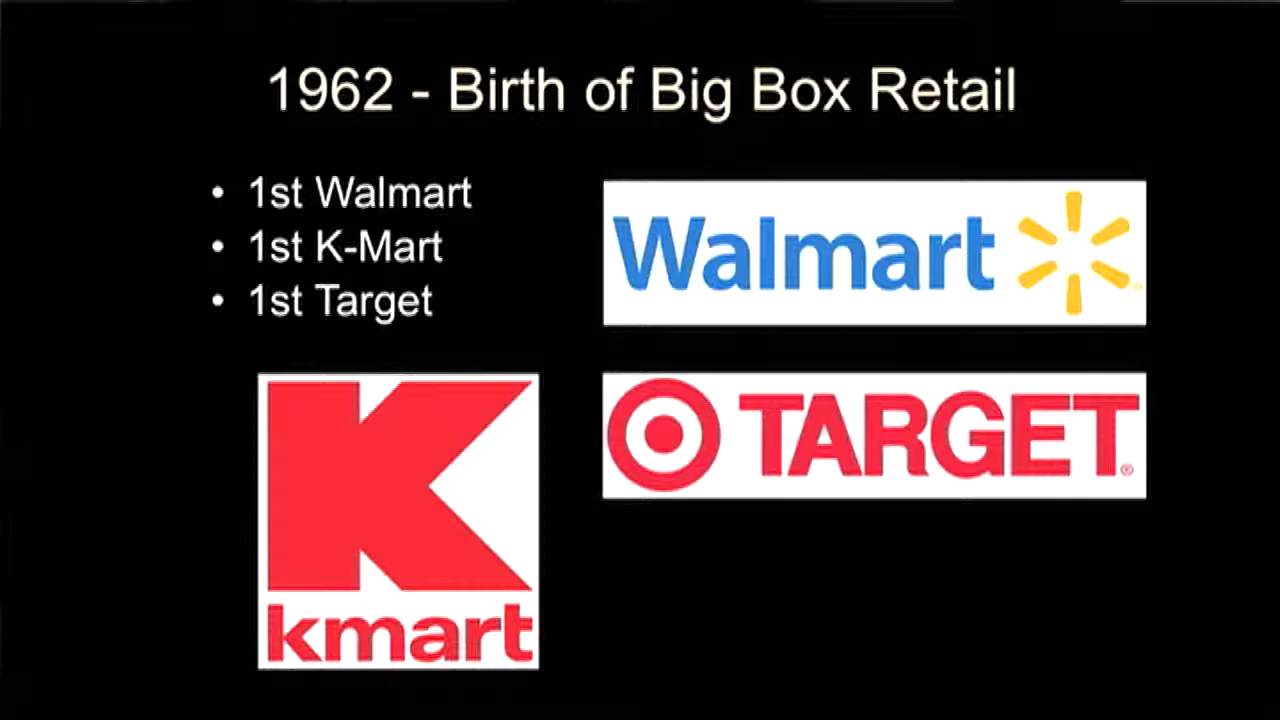 1962 - Birth of Big Box Retail
• 1st Walmart
• 1st K-Mart
• 1st Target
Walmart
TARGET®
kmart